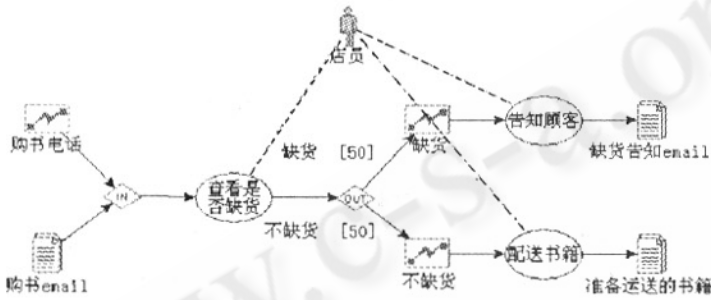 店员
购书电话
缺货 [50]
缺货
告知顾客
缺货告知email
IN
查看是
否缺货
OUT
不缺货 [50]
购书email
不缺货
配送书籍
准备运送的书籍